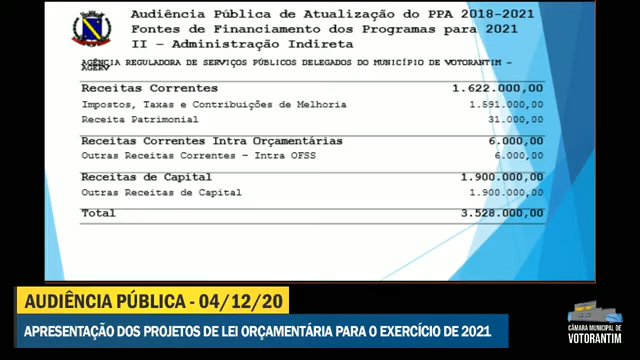 Audiência Pública de Atualização do PPA 2018-2021
Fontes de Financiamento dos Programas para 2021
II – Administração Indireta
AGÊNCIA REGULADORA DE SERVIÇOS PÚBLICOS DELEGADOS DO MUNICÍPIO DE VOTORANTIM –
AGERV
Receitas Correntes 1.622.000,00
Impostos, Taxas e Contribuições de Melhoria 1.591.000,00
Receita Patrimonial 31.000,00
Receitas Correntes Intra Orçamentárias 6.000,00
Outras Receitas Correntes – Intra OFSS 6.000,00
Receitas de Capital 1.900.000,00
Outras Receitas de Capital 1.900.000,00
Total 3.528.000,00
AUDIÊNCIA PÚBLICA - 04/12/20
APRESENTAÇÃO DOS PROJETOS DE LEI ORÇAMENTÁRIA PARA O EXERCÍCIO DE 2021
CÂMARA MUNICIPAL DE
VOTORANTIM